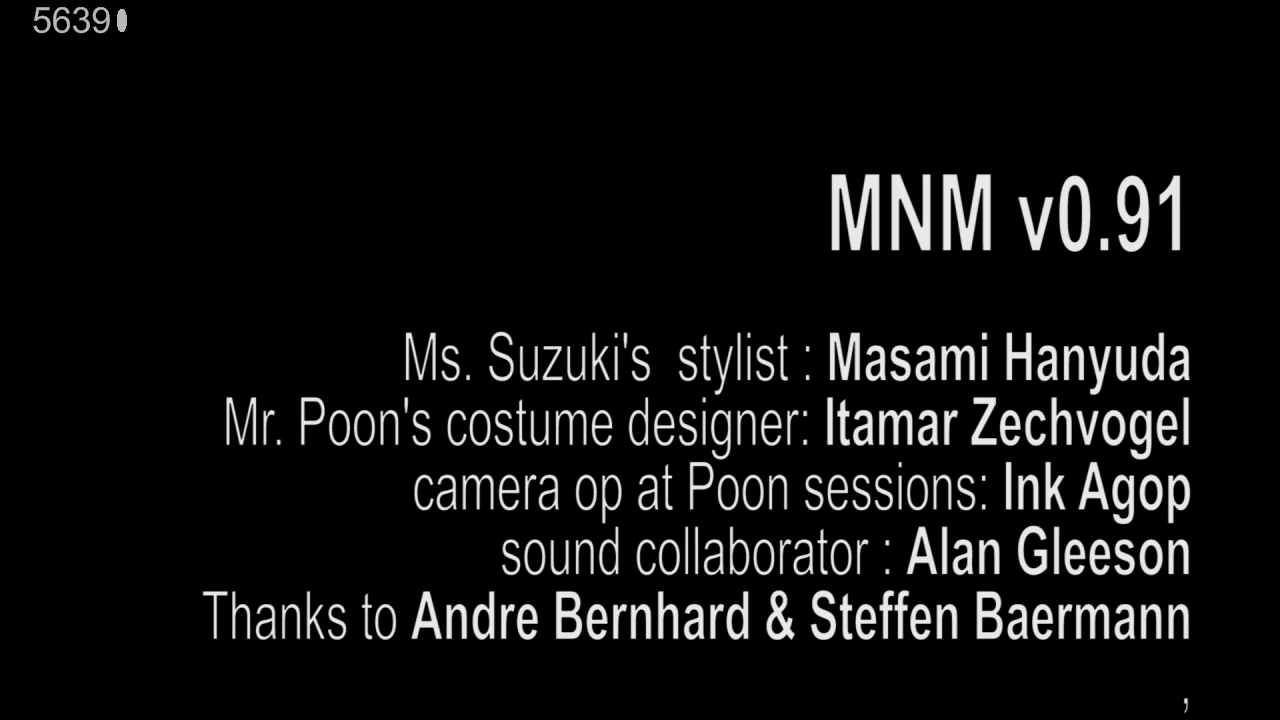 5639
MNM v0.91
Ms. Suzuki's  stylist : Masami Hanyuda
Mr. Poon's costume designer: Itamar Zechvogel
camera op at Poon sessions: Ink Agop
sound collaborator : Alan Gleeson
Thanks to Andre Bernhard & Steffen Baermann
,